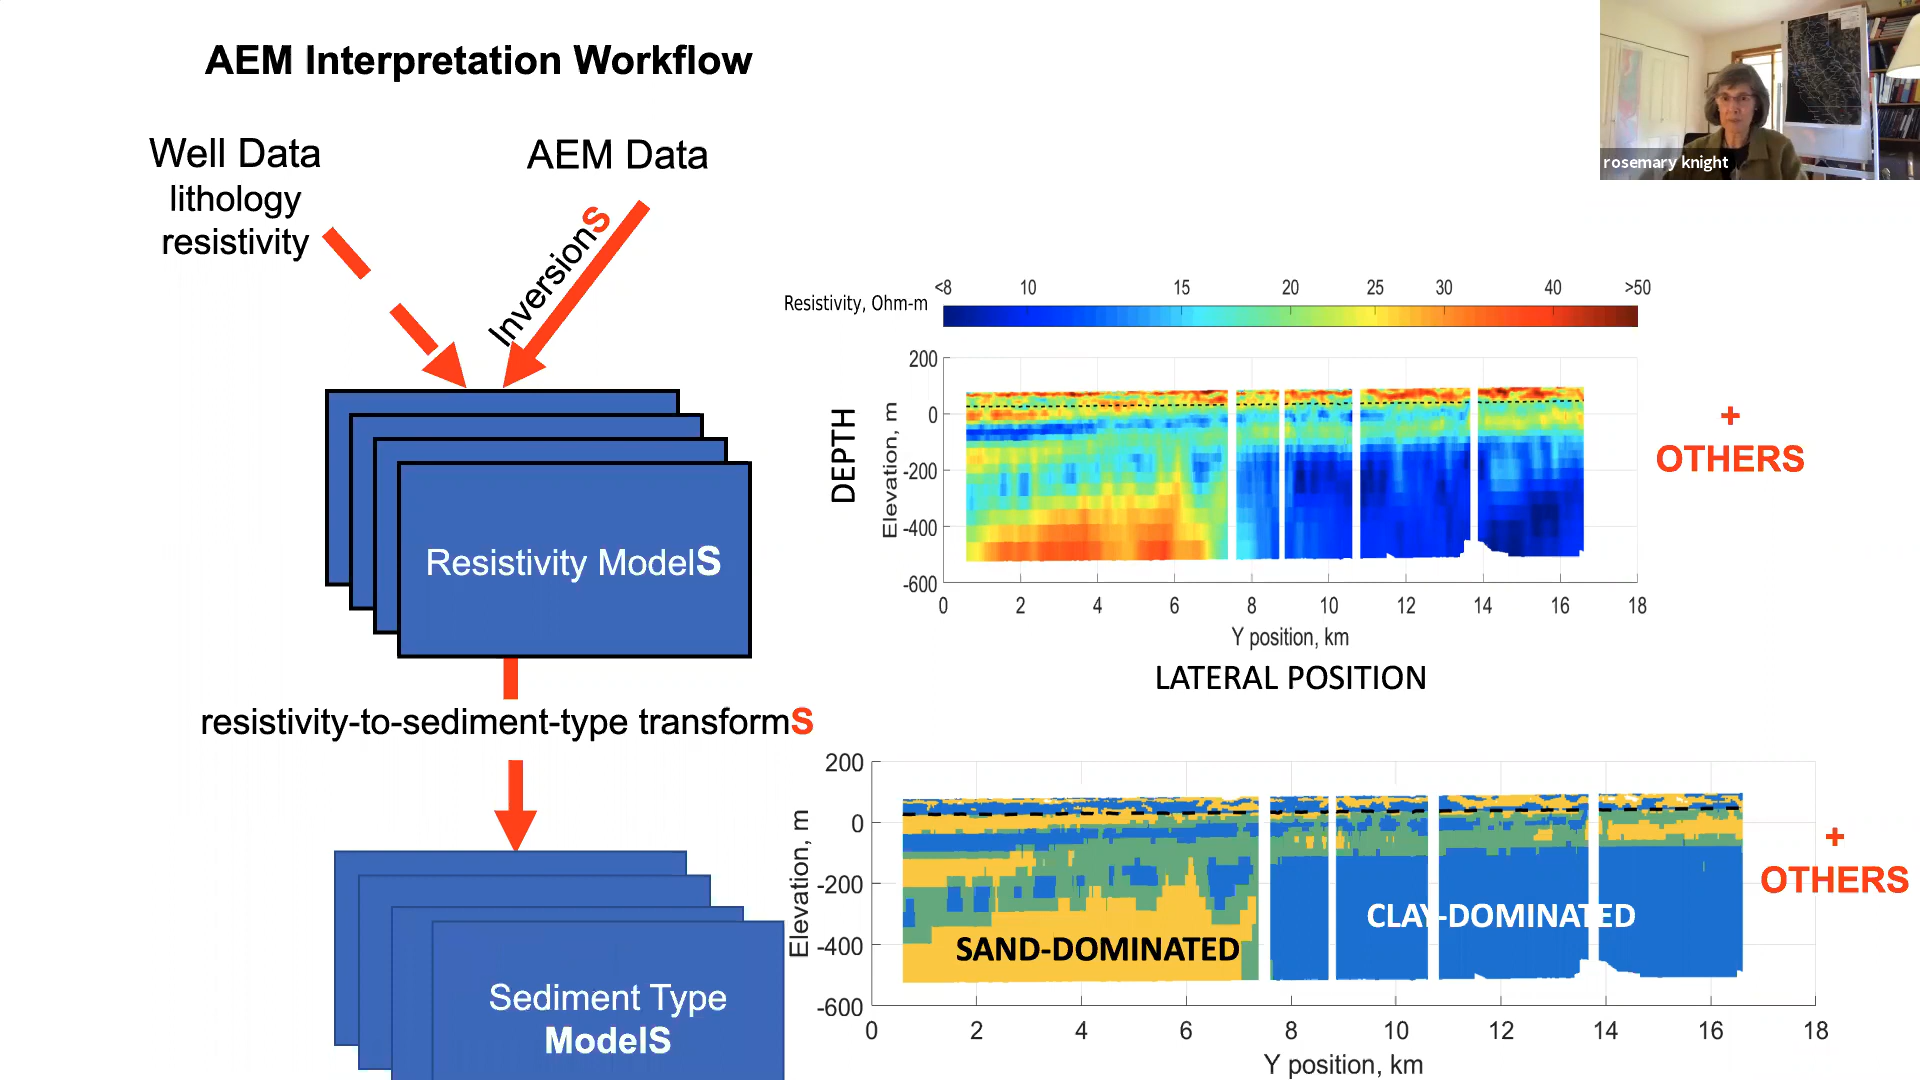 AEM Interpretation Workflow
rosemary knight
Well Data
lithology
resistivity
AEM Data
InversionS
Resistivity ModelS
resistivity-to-sediment-type transformS
Sediment Type
ModelS
Resistivity, Ohm-m
<8 10 15 20 25 30 40 >50
DEPTH
Elevation, m
200
0
-200
-400
-600
0 2 4 6 8 10 12 14 16 18
Y position, km
LATERAL POSITION
+
OTHERS
Elevation, m
200
0
-200
-400
-600
SAND-DOMINATED
CLAY-DOMINATED
0 2 4 6 8 10 12 14 16 18
Y position, km
+
OTHERS